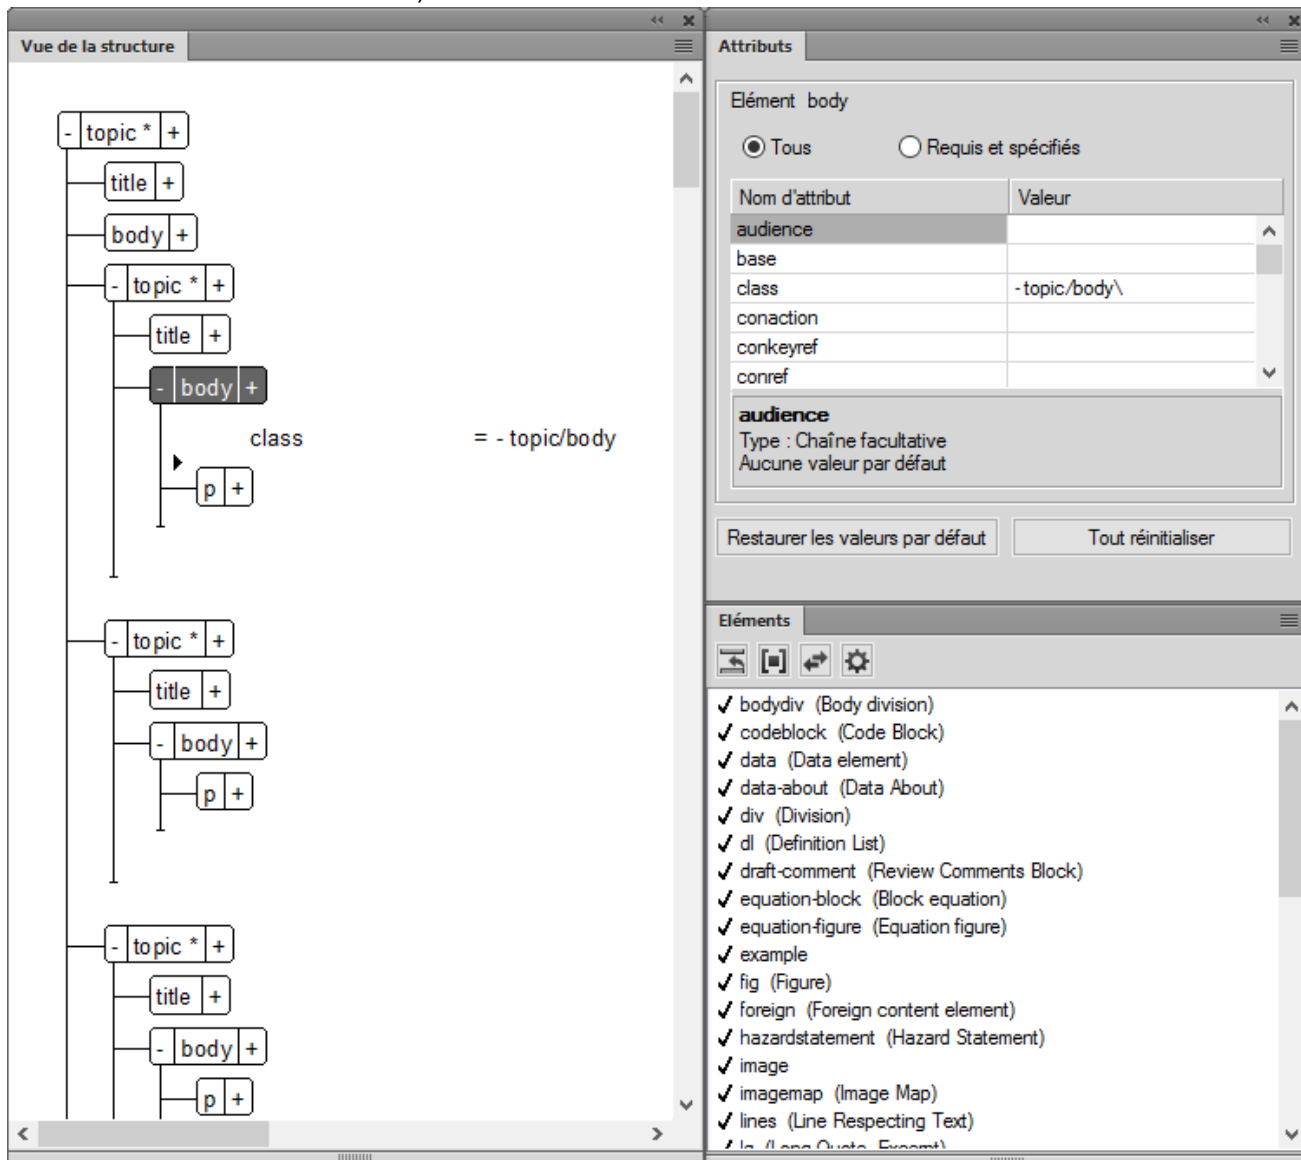 Vue de la structure
- topic * +
title +
body +
- topic * +
title +
- body +
class = - topic/body
p +
- topic * +
title +
- body +
p +
- topic * +
title +
- body +
p +
Attributs
Elément body
Tous Requis et spécifiés
Nom d'attribut Valeur
audience
base
class - topic/body\
conaction
conkeyref
conref
audience
Type : Chaîne facultative
Aucune valeur par défaut
Restaurer les valeurs par défaut Tout réinitialiser
Eléments
bodydiv (Body division)
codeblock (Code Block)
data (Data element)
data-about (Data About)
div (Division)
dl (Definition List)
draft-comment (Review Comments Block)
equation-block (Block equation)
equation-figure (Equation figure)
example
fig (Figure)
foreign (Foreign content element)
hazardstatement (Hazard Statement)
image
imagemap (Image Map)
lines (Line Respecting Text)